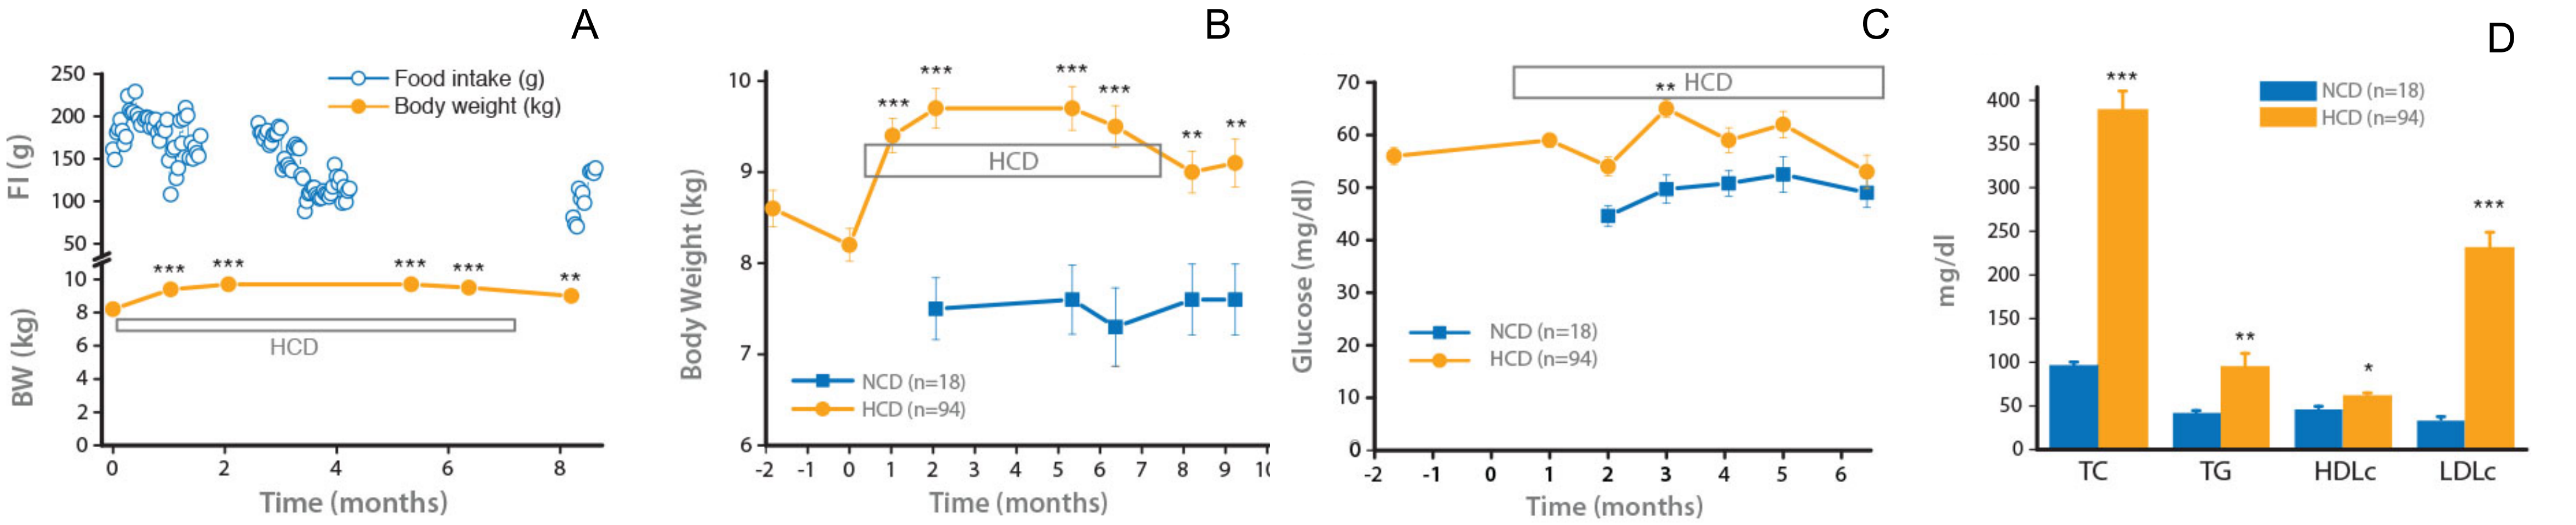 A
250
200
150
100
50
10
8
6
4
2
0
FI (g)
BW (kg)
Food intake (g)
Body weight (kg)
*** *** *** *** **
HCD
0 2 4 6 8
Time (months)
B
10
9
8
7
6
Body Weight (kg)
*** *** *** *** ** **
HCD
NCD (n=18)
HCD (n=94)
-2 -1 0 1 2 3 4 5 6 7 8 9 10
Time (months)
C
70
60
50
40
30
20
10
0
Glucose (mg/dl)
HCD
**
NCD (n=18)
HCD (n=94)
-2 -1 0 1 2 3 4 5 6
Time (months)
D
400
350
300
250
200
150
100
50
0
mg/dl
NCD (n=18)
HCD (n=94)
*** ** * ***
TC TG HDLc LDLc